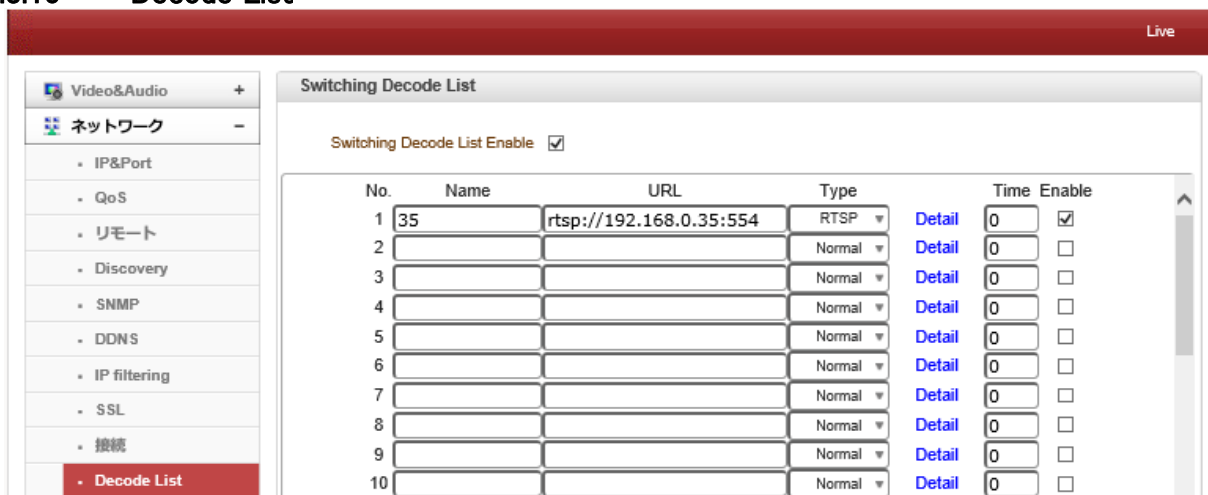 Decode List
Live
Video&Audio +
ネットワーク -
IP&Port
QoS
リモート
Discovery
SNMP
DDNS
IP filtering
SSL
接続
Decode List
Switching Decode List
Switching Decode List Enable
No. Name URL Type Time Enable
1 35 rtsp://192.168.0.35:554 RTSP Detail 0
2 Normal Detail 0
3 Normal Detail 0
4 Normal Detail 0
5 Normal Detail 0
6 Normal Detail 0
7 Normal Detail 0
8 Normal Detail 0
9 Normal Detail 0
10 Normal Detail 0